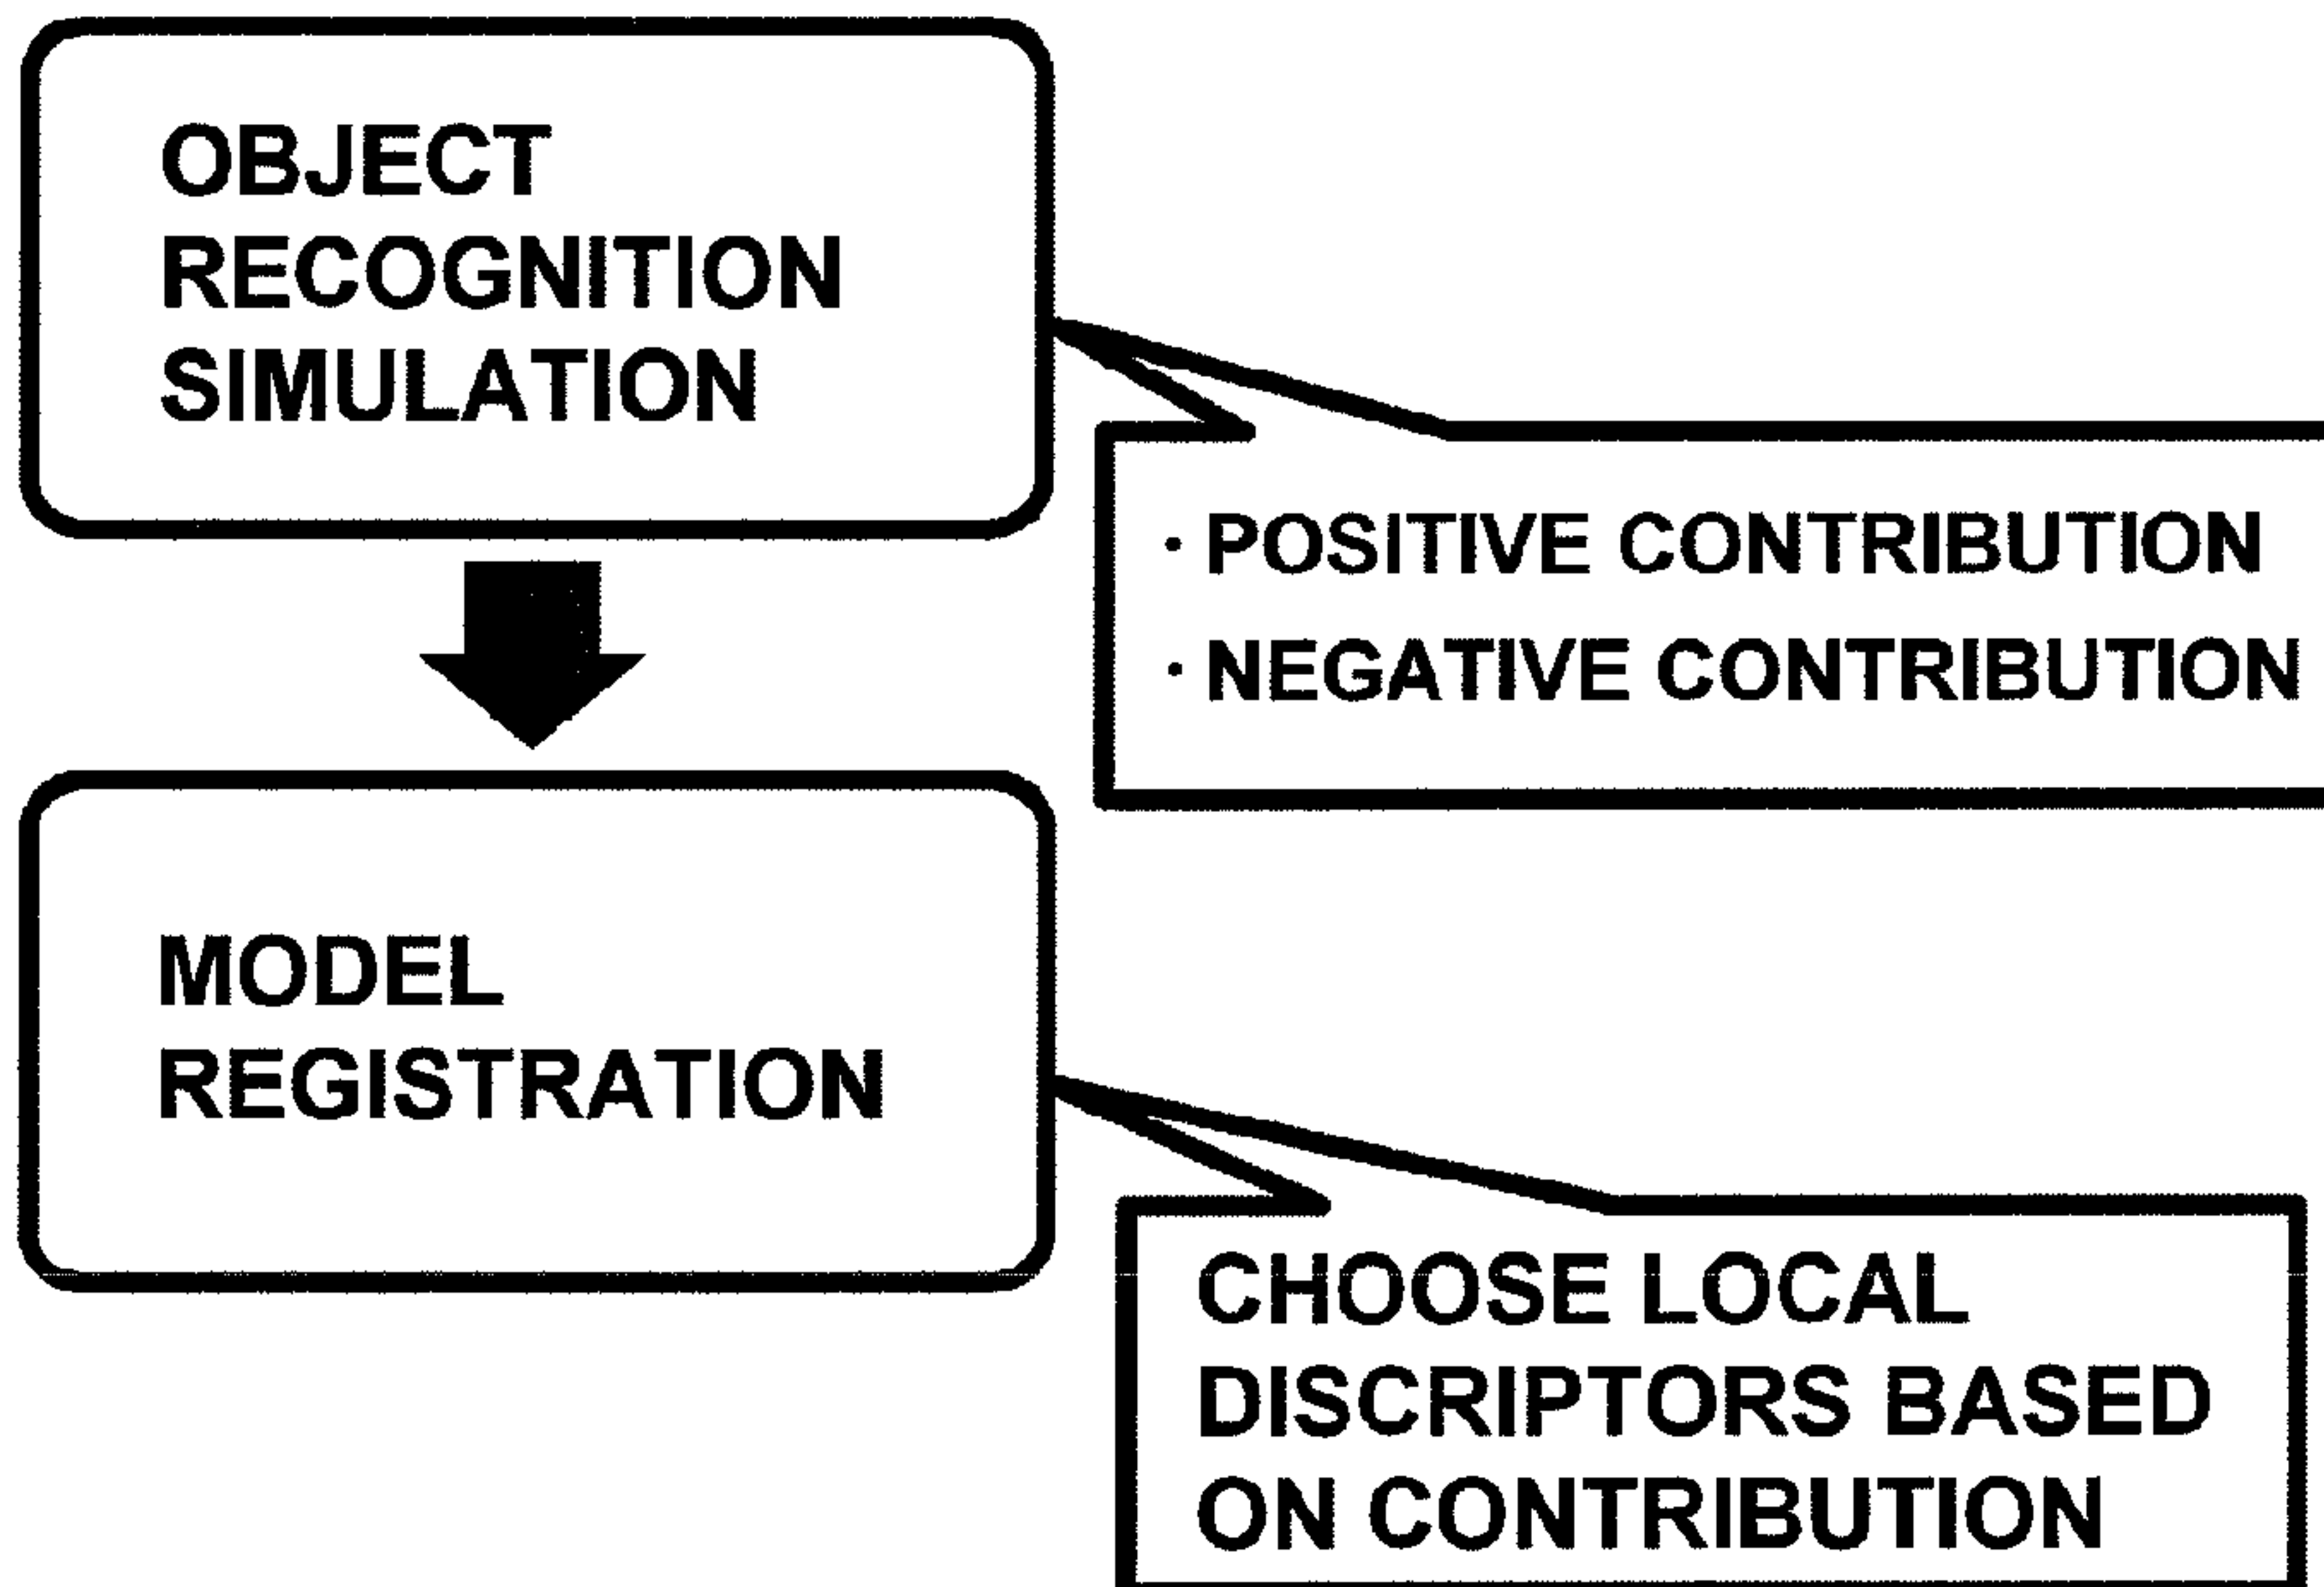 OBJECT
RECOGNITION
SIMULATION
· POSITIVE CONTRIBUTION
· NEGATIVE CONTRIBUTION
MODEL
REGISTRATION
CHOOSE LOCAL
DISCRIPTORS BASED
ON CONTRIBUTION